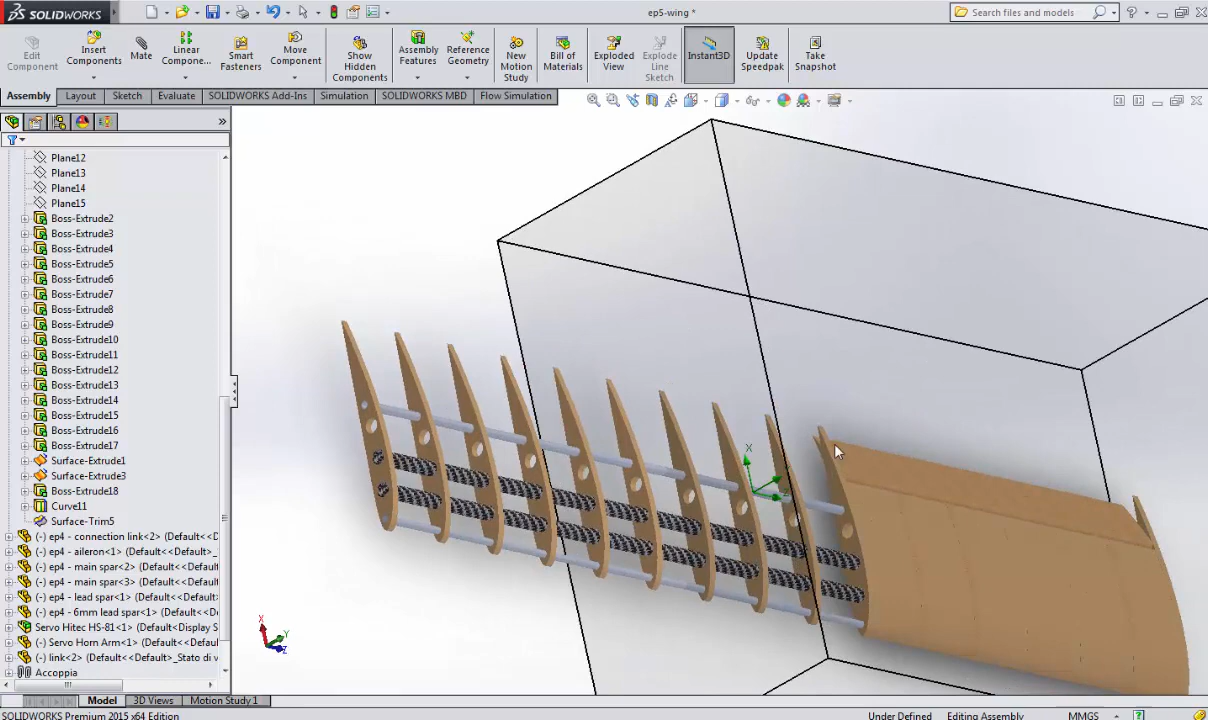 SOLIDWORKS
ep5-wing *
Search files and models
Edit Component
Insert Components
Mate
Linear Compone...
Smart Fasteners
Move Component
Show Hidden Components
Assembly Features
Reference Geometry
New Motion Study
Bill of Materials
Exploded View
Explode Line Sketch
Instant3D
Update Speedpak
Take Snapshot
Assembly
Layout
Sketch
Evaluate
SOLIDWORKS Add-Ins
Simulation
SOLIDWORKS MBD
Flow Simulation
Plane12
Plane13
Plane14
Plane15
Boss-Extrude2
Boss-Extrude3
Boss-Extrude4
Boss-Extrude5
Boss-Extrude6
Boss-Extrude7
Boss-Extrude8
Boss-Extrude9
Boss-Extrude10
Boss-Extrude11
Boss-Extrude12
Boss-Extrude13
Boss-Extrude14
Boss-Extrude15
Boss-Extrude16
Boss-Extrude17
Surface-Extrude1
Surface-Extrude3
Boss-Extrude18
Curve11
Surface-Trim5
(-) ep4 - connection link<2> (Default<<D
(-) ep4 - aileron<1> (Default<<Default>_
(-) ep4 - main spar<2> (Default<<Default
(-) ep4 - main spar<3> (Default<<Default
(-) ep4 - lead spar<1> (Default<<Default
(-) ep4 - 6mm lead spar<1> (Default<<D
Servo Hitec HS-81<1> (Default<Display S
(-) Servo Horn Arm<1> (Default<<Default
(-) link<2> (Default<<Default>_Stato di v
Accoppia
X
X
Y
Z
Model
3D Views
Motion Study 1
SOLIDWORKS Premium 2015 x64 Edition
Under Defined
Editing Assembly
MMGS